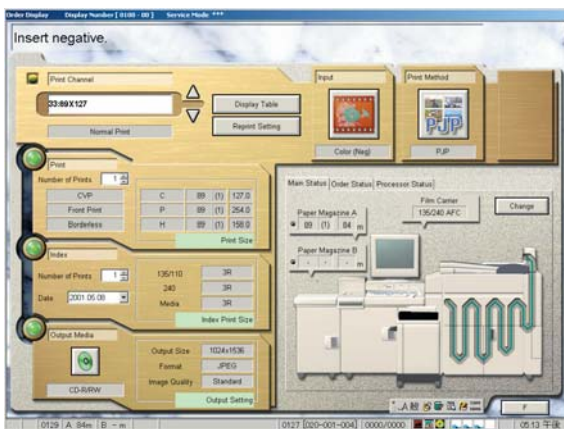 Order Display Display Number [ 0100 - 00 ] Service Mode ***
Insert negative.
Print Channel
33:89X127
Normal Print
Display Table
Reprint Setting
Input
Color (Neg)
Print Method
PJP
PJP
Print
Number of Prints 1
CVP
Front Print
Borderless
C 89 (1) 127.0
P 89 (1) 254.0
H 89 (1) 158.0
Print Size
Index
Number of Prints 1
Date 2001.05.08
135/110 3R
240 3R
Media 3R
Index Print Size
Output Media
CD-R/RW
Output Size 1024x1536
Format JPEG
Image Quality Standard
Output Setting
Main Status Order Status Processor Status
Film Carrier
135/240 AFC
Change
Paper Magazine A
89 (1) 84 m
Paper Magazine B
- - - m
F
0129 A 84m B - m
0127 [020-001-004] 0000/0000
05:13 午後